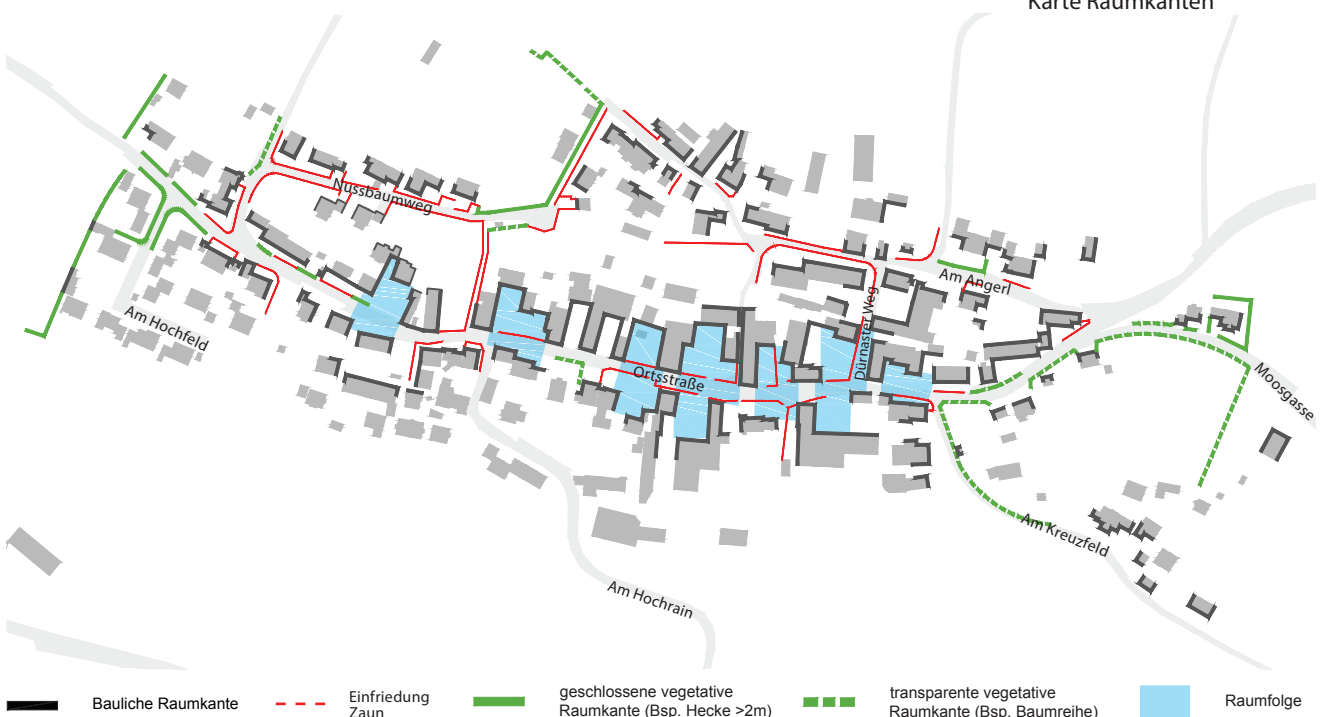 Karte Raumkanten
Nussbaumweg
Am Hochfeld
Am Angerl
Dürnaster Weg
Ortsstraße
Moosgasse
Am Kreuzfeld
Am Hochrain
Bauliche Raumkante
Einfriedung
Zaun
geschlossene vegetative
Raumkante (Bsp. Hecke >2m)
transparente vegetative
Raumkante (Bsp. Baumreihe)
Raumfolge